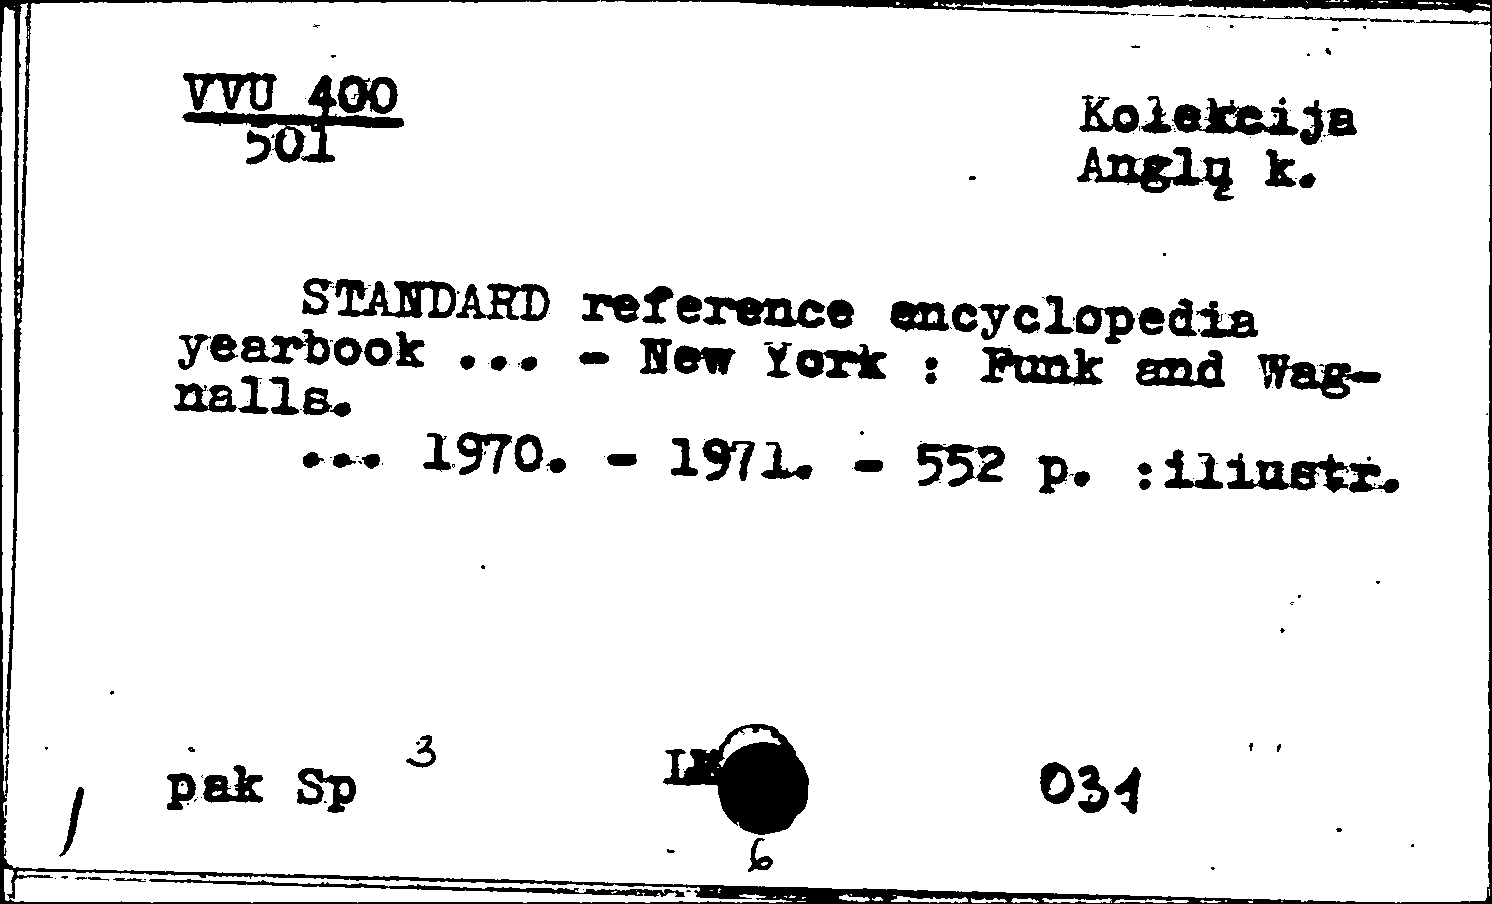 VVU 400
501
Kolekcija
Anglų k.
STANDARD reference encyclopedia
yearbook ... - New York : Funk and Wag-
nalls.
... 1970. - 1971. - 552 p. :iliustr.
3
pak Sp
031
6